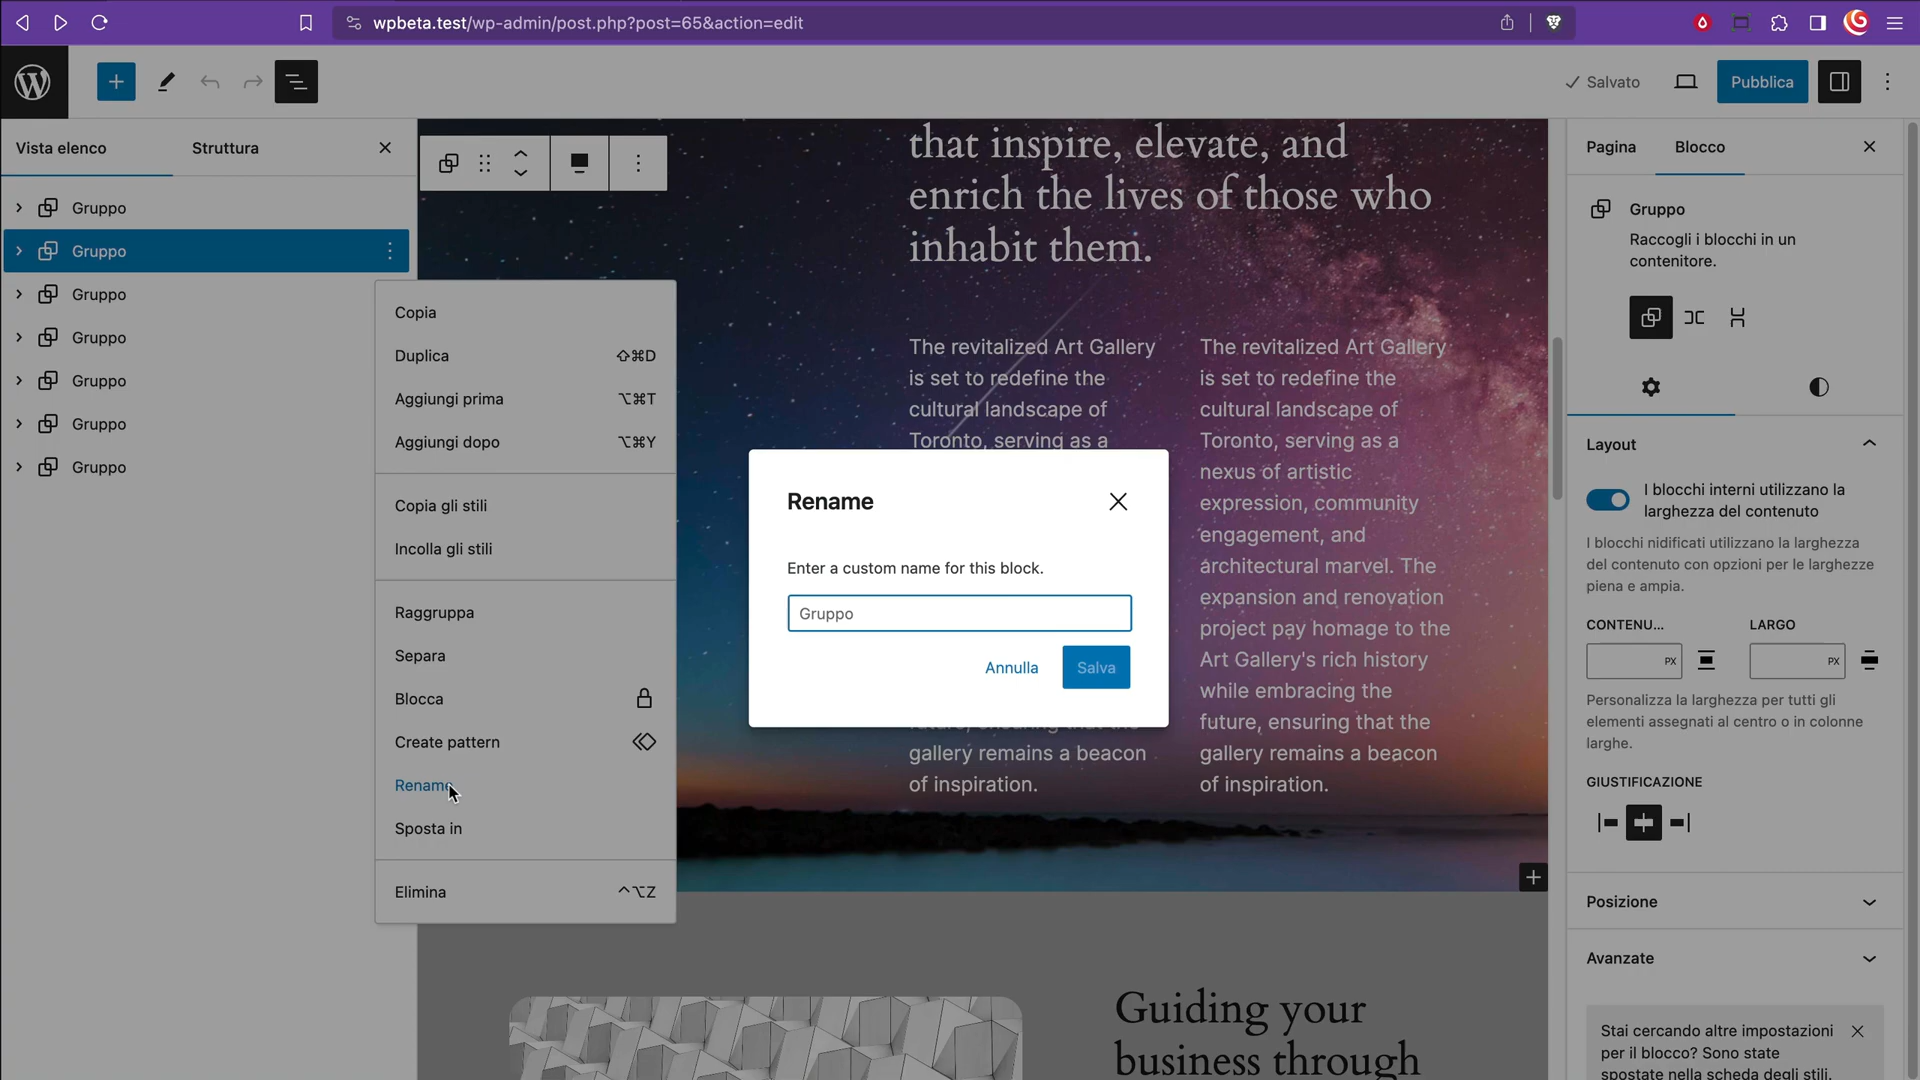 wpbeta.test/wp-admin/post.php?post=65&action=edit
Salvato
Pubblica
Vista elenco
Struttura
Gruppo
Gruppo
Gruppo
Gruppo
Gruppo
Gruppo
Gruppo
Copia
Duplica ⇧⌘D
Aggiungi prima ⌥⌘T
Aggiungi dopo ⌥⌘Y
Copia gli stili
Incolla gli stili
Raggruppa
Separa
Blocca
Create pattern
Rename
Sposta in
Elimina ^⌥Z
that inspire, elevate, and
enrich the lives of those who
inhabit them.
The revitalized Art Gallery
is set to redefine the
cultural landscape of
Toronto, serving as a
future, ensuring that the
gallery remains a beacon
of inspiration.
The revitalized Art Gallery
is set to redefine the
cultural landscape of
Toronto, serving as a
nexus of artistic
expression, community
engagement, and
architectural marvel. The
expansion and renovation
project pay homage to the
Art Gallery's rich history
while embracing the
future, ensuring that the
gallery remains a beacon
of inspiration.
Rename
Enter a custom name for this block.
Gruppo
Annulla
Salva
Guiding your
business through
Pagina
Blocco
Gruppo
Raccogli i blocchi in un
contenitore.
Layout
I blocchi interni utilizzano la
larghezza del contenuto
I blocchi nidificati utilizzano la larghezza
del contenuto con opzioni per le larghezze
piena e ampia.
CONTENU...
LARGO
PX
PX
Personalizza la larghezza per tutti gli
elementi assegnati al centro o in colonne
larghe.
GIUSTIFICAZIONE
Posizione
Avanzate
Stai cercando altre impostazioni
per il blocco? Sono state
spostate nella scheda degli stili.